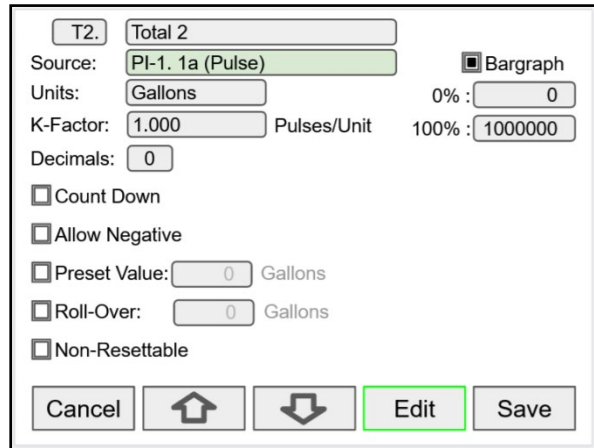 T2. Total 2
Source: PI-1. 1a (Pulse) Bargraph
Units: Gallons 0% : 0
K-Factor: 1.000 Pulses/Unit 100% : 1000000
Decimals: 0
Count Down
Allow Negative
Preset Value: 0 Gallons
Roll-Over: 0 Gallons
Non-Resettable
Cancel Edit Save